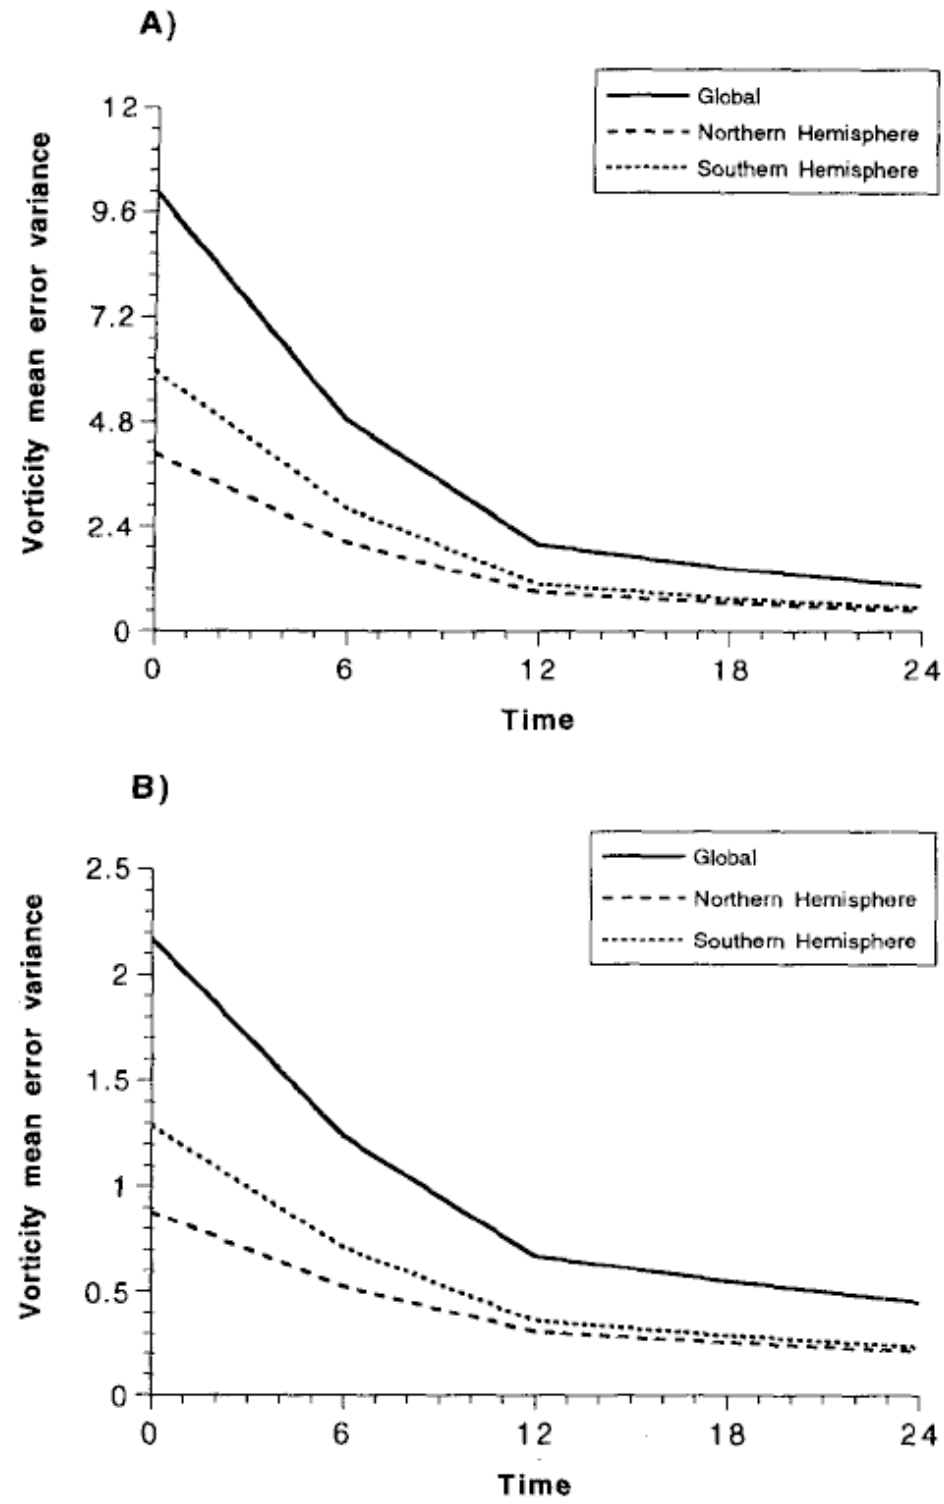 A)
Global
Northern Hemisphere
Southern Hemisphere
Vorticity mean error variance
12
9.6
7.2
4.8
2.4
0
0 6 12 18 24
Time
B)
Global
Northern Hemisphere
Southern Hemisphere
Vorticity mean error variance
2.5
2
1.5
1
0.5
0
0 6 12 18 24
Time